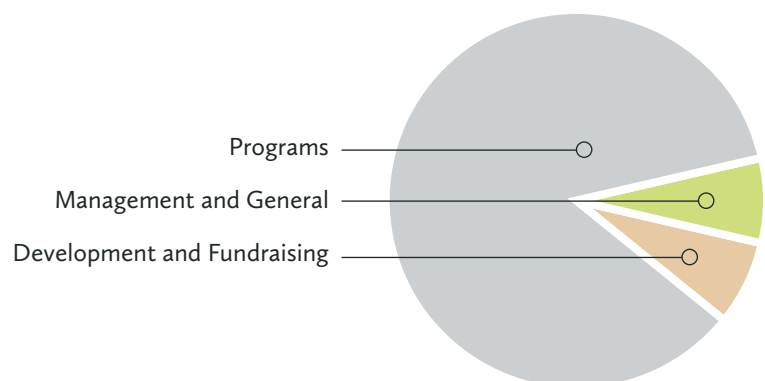 Programs
Management and General
Development and Fundraising